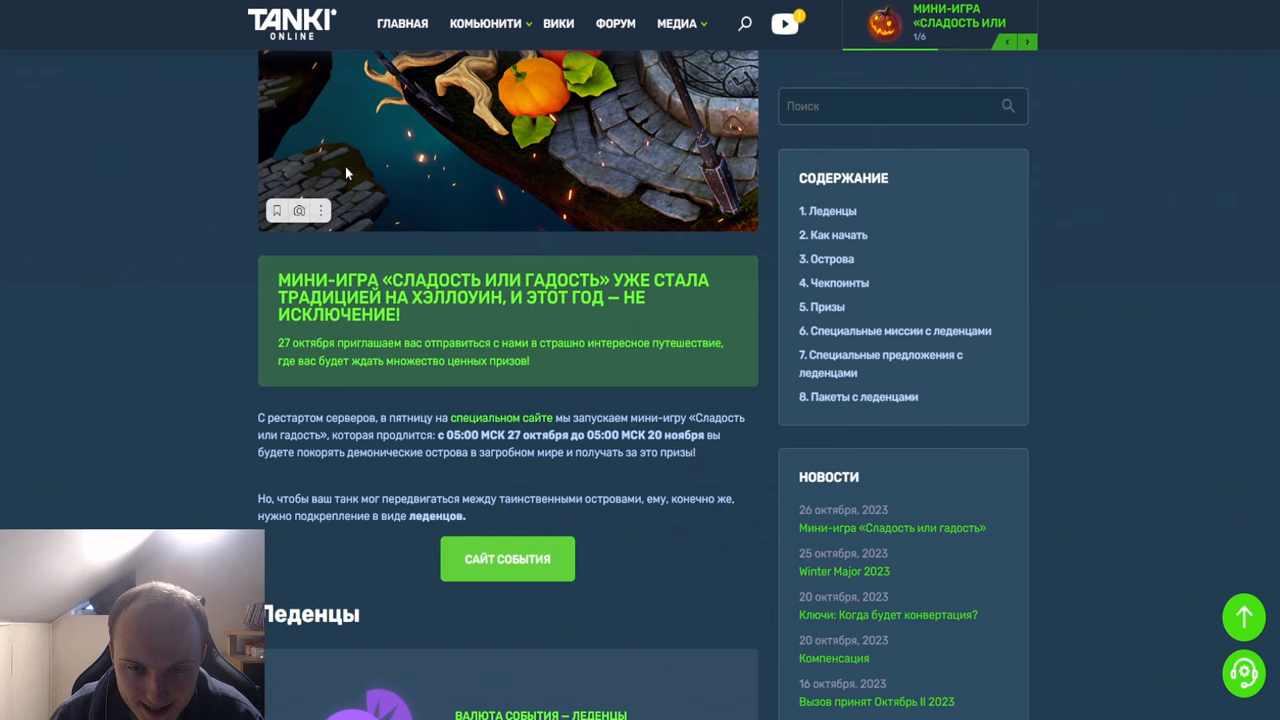 TANKI
ONLINE
ГЛАВНАЯ
КОМЬЮНИТИ
ВИКИ
ФОРУМ
МЕДИА
!
МИНИ-ИГРА
«СЛАДОСТЬ ИЛИ
1/6
МИНИ-ИГРА «СЛАДОСТЬ ИЛИ ГАДОСТЬ» УЖЕ СТАЛА
ТРАДИЦИЕЙ НА ХЭЛЛОУИН, И ЭТОТ ГОД — НЕ
ИСКЛЮЧЕНИЕ!
27 октября приглашаем вас отправиться с нами в страшно интересное путешествие,
где вас будет ждать множество ценных призов!
С рестартом серверов, в пятницу на специальном сайте мы запускаем мини-игру «Сладость
или гадость», которая продлится: с 05:00 МСК 27 октября до 05:00 МСК 20 ноября вы
будете покорять демонические острова в загробном мире и получать за это призы!
Но, чтобы ваш танк мог передвигаться между таинственными островами, ему, конечно же,
нужно подкрепление в виде леденцов.
САЙТ СОБЫТИЯ
Леденцы
ВАЛЮТА СОБЫТИЯ — ЛЕДЕНЦЫ
Поиск
СОДЕРЖАНИЕ
1. Леденцы
2. Как начать
3. Острова
4. Чекпоинты
5. Призы
6. Специальные миссии с леденцами
7. Специальные предложения с
леденцами
8. Пакеты с леденцами
НОВОСТИ
26 октября, 2023
Мини-игра «Сладость или гадость»
25 октября, 2023
Winter Major 2023
20 октября, 2023
Ключи: Когда будет конвертация?
20 октября, 2023
Компенсация
16 октября, 2023
Вызов принят Октябрь II 2023